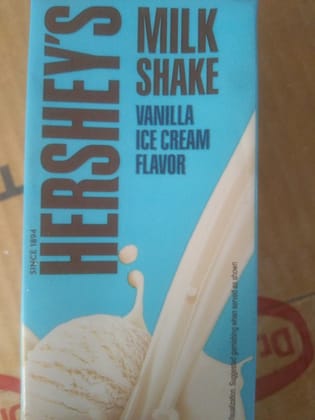 HERSHEY'S
SINCE 1894
MILK
SHAKE
VANILLA
ICE CREAM
FLAVOR
Suggested garnishing when served as shown